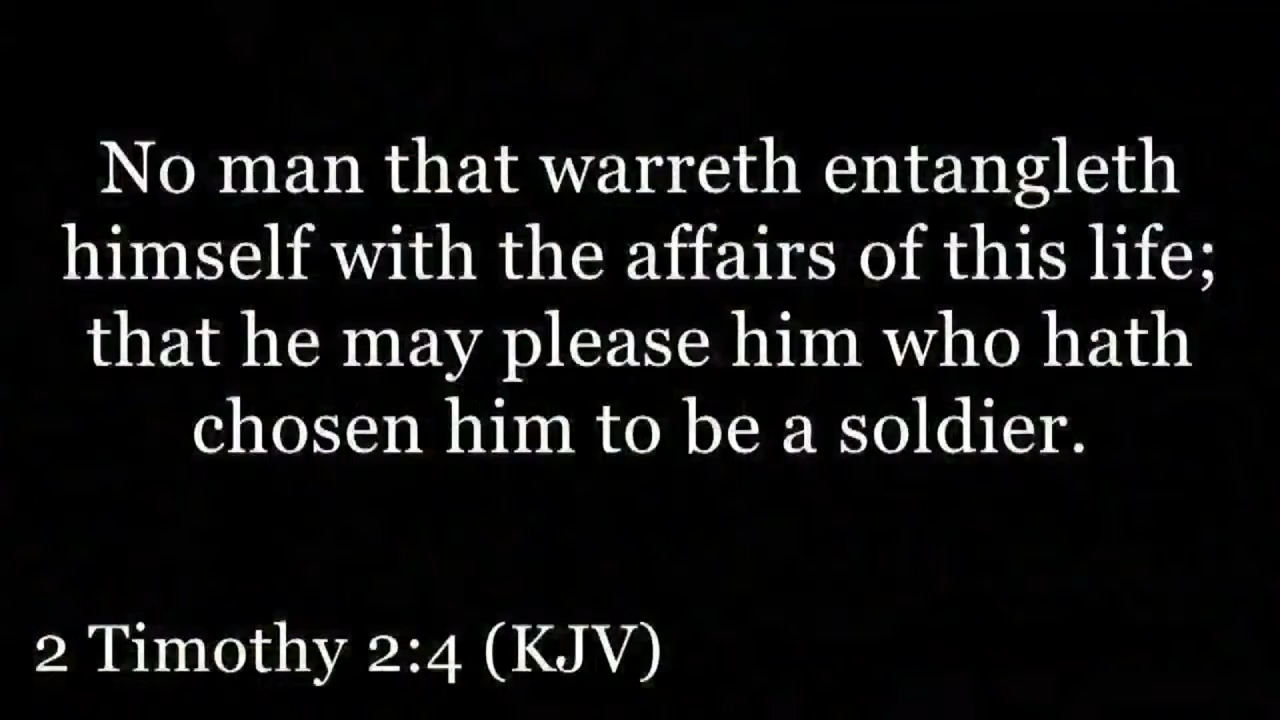 No man that warreth entangleth
himself with the affairs of this life;
that he may please him who hath
chosen him to be a soldier.
2 Timothy 2:4 (KJV)